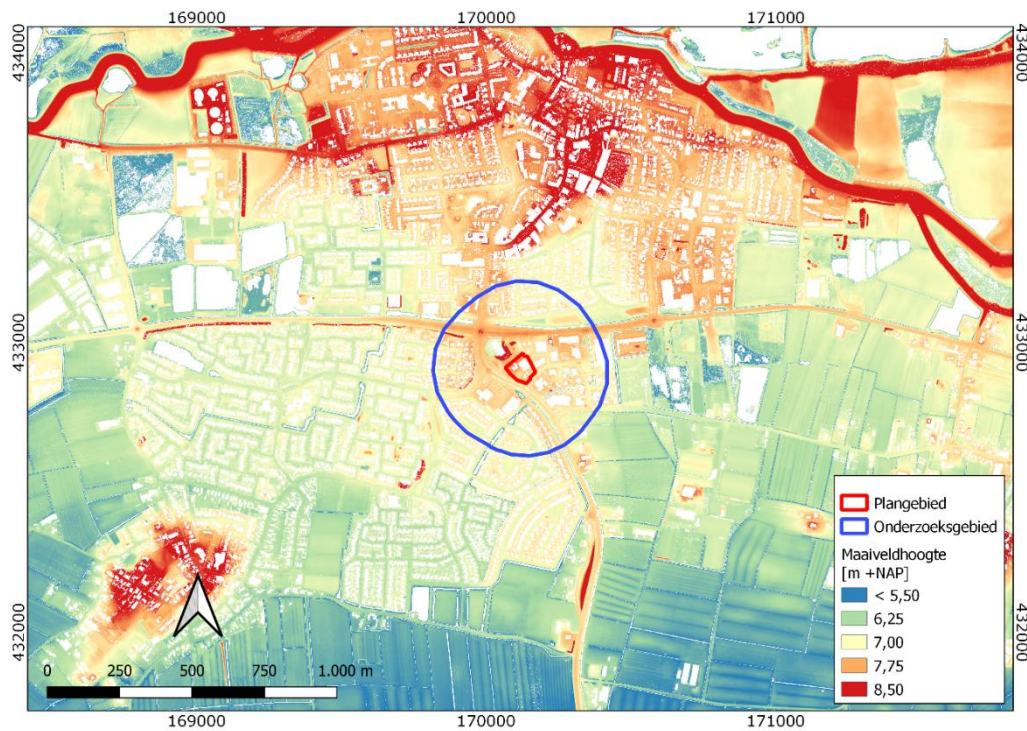 169000 170000 171000
434000 434000
433000 433000
432000 432000
Plangebied
Onderzoeksgebied
Maaiveldhoogte
[m +NAP]
< 5,50
6,25
7,00
7,75
8,50
0 250 500 750 1.000 m
169000 170000 171000